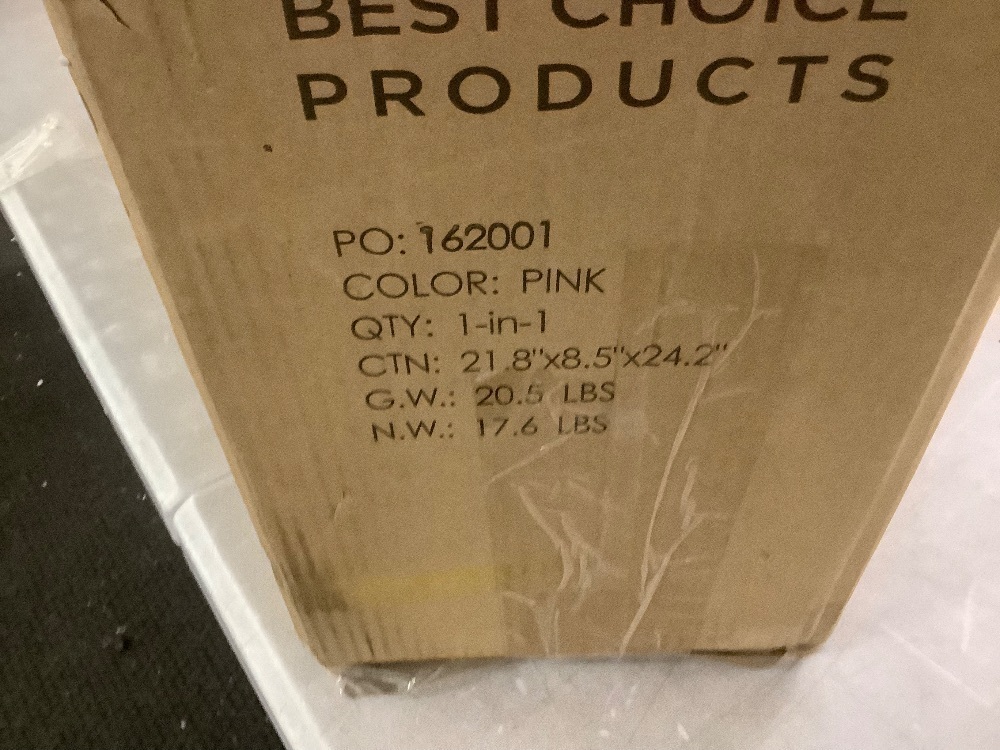 BEST CHOICE
PRODUCTS
PO: 162001
COLOR: PINK
QTY: 1-in-1
CTN: 21.8"x8.5"x24.2"
G.W.: 20.5 LBS
N.W.: 17.6 LBS